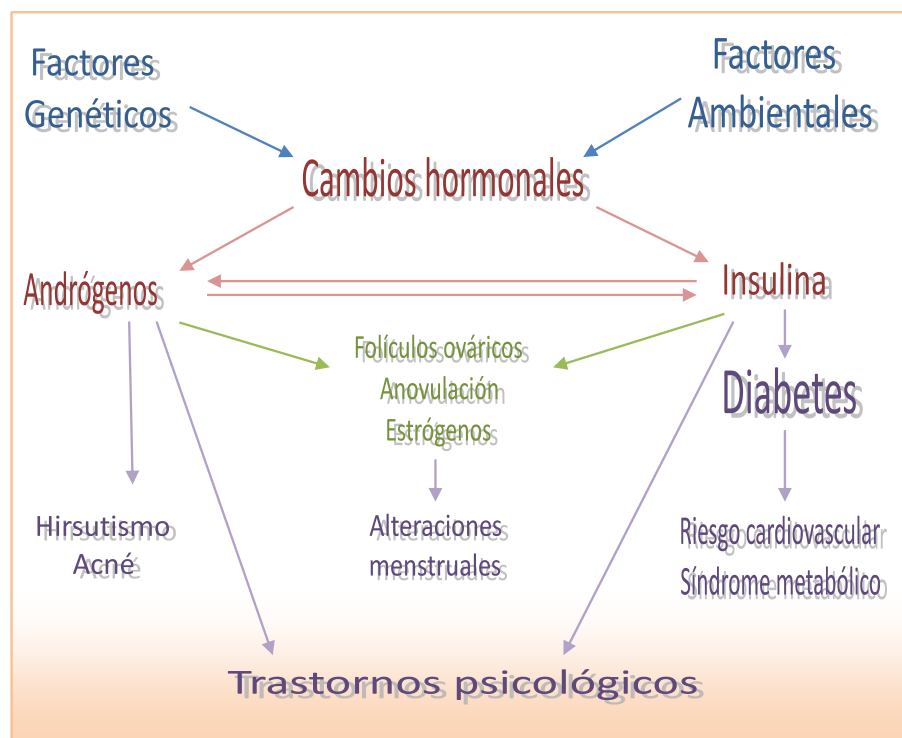 Factores
Genéticos
Factores
Ambientales
Cambios hormonales
Andrógenos
Insulina
Folículos ováricos
Anovulación
Estrógenos
Diabetes
Hirsutismo
Acné
Alteraciones
menstruales
Riesgo cardiovascular
Síndrome metabólico
Trastornos psicológicos